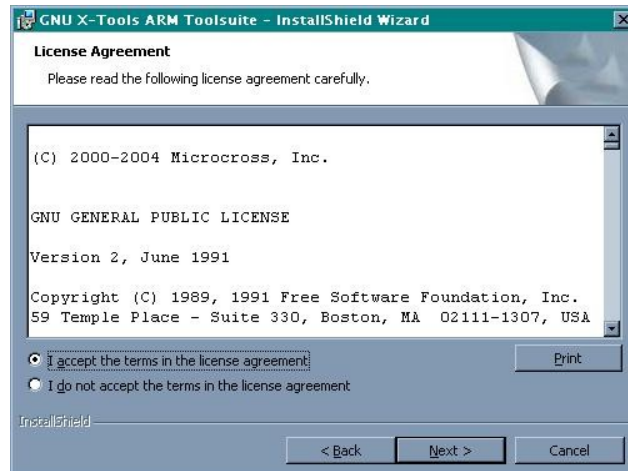 GNU X-Tools ARM Toolsuite - InstallShield Wizard
License Agreement
Please read the following license agreement carefully.
(C) 2000-2004 Microcross, Inc.
GNU GENERAL PUBLIC LICENSE
Version 2, June 1991
Copyright (C) 1989, 1991 Free Software Foundation, Inc.
59 Temple Place - Suite 330, Boston, MA  02111-1307, USA
I accept the terms in the license agreement
Print
I do not accept the terms in the license agreement
InstallShield
< Back
Next >
Cancel